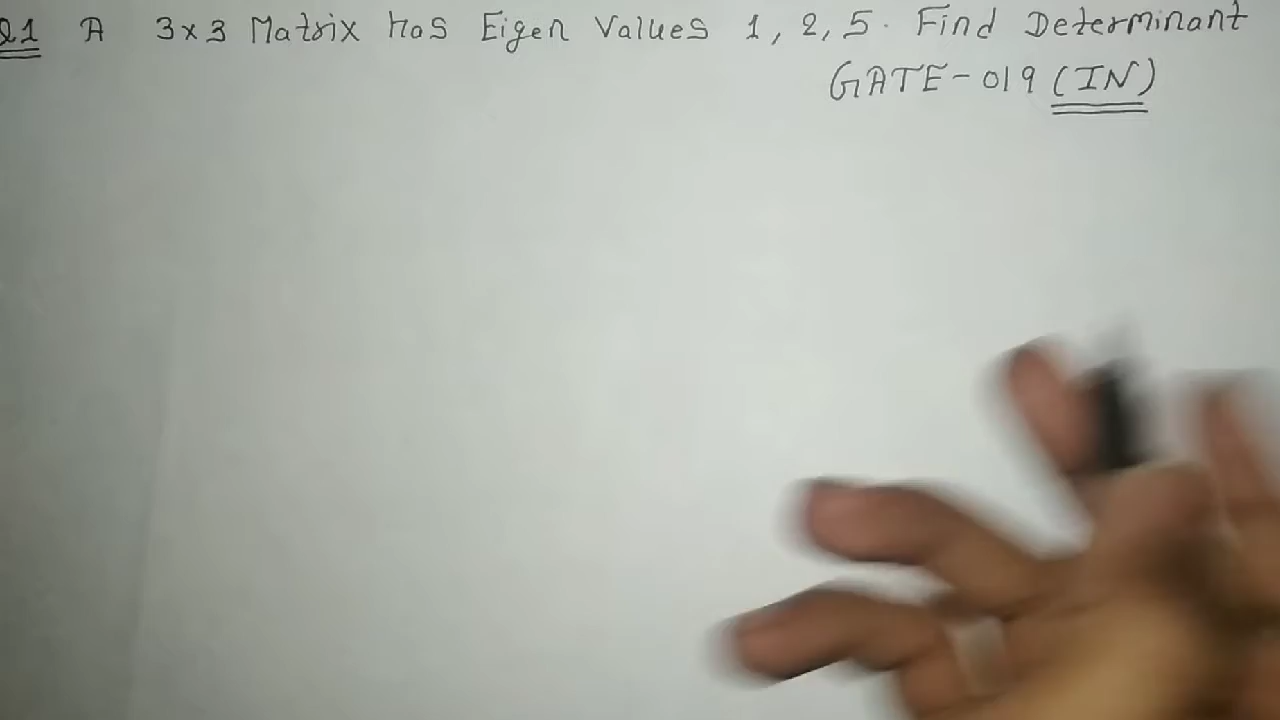 Q1 A 3x3 Matrix has Eigen Values 1, 2, 5. Find Determinant
GATE-019 (IN)